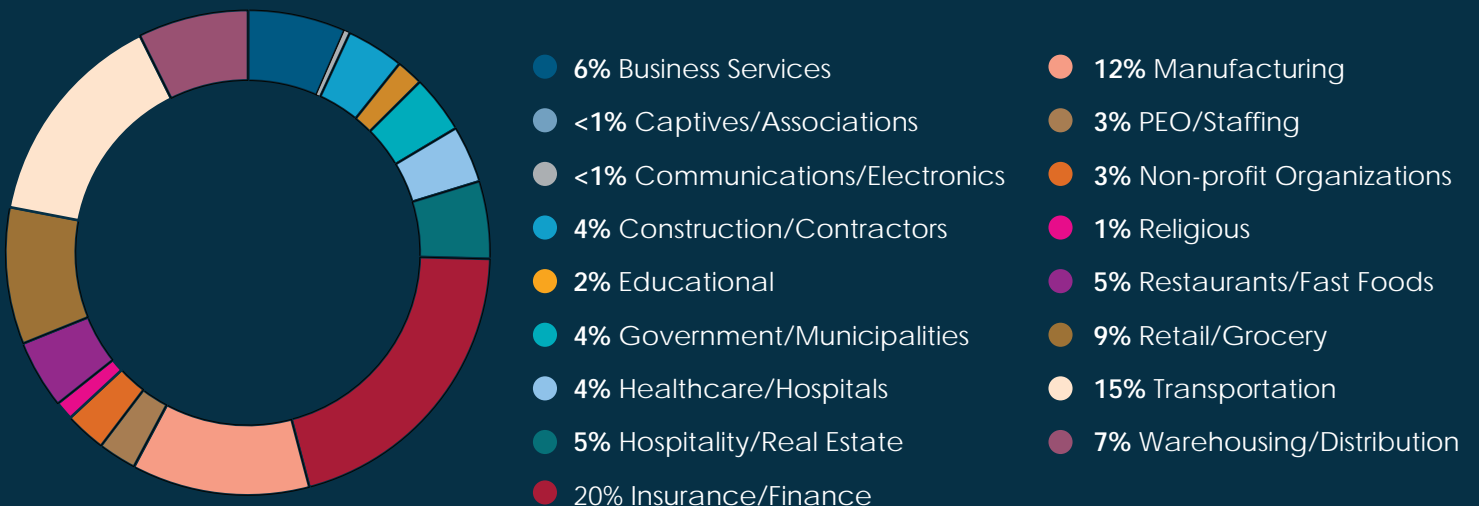 6% Business Services
<1% Captives/Associations
<1% Communications/Electronics
4% Construction/Contractors
2% Educational
4% Government/Municipalities
4% Healthcare/Hospitals
5% Hospitality/Real Estate
20% Insurance/Finance
12% Manufacturing
3% PEO/Staffing
3% Non-profit Organizations
1% Religious
5% Restaurants/Fast Foods
9% Retail/Grocery
15% Transportation
7% Warehousing/Distribution